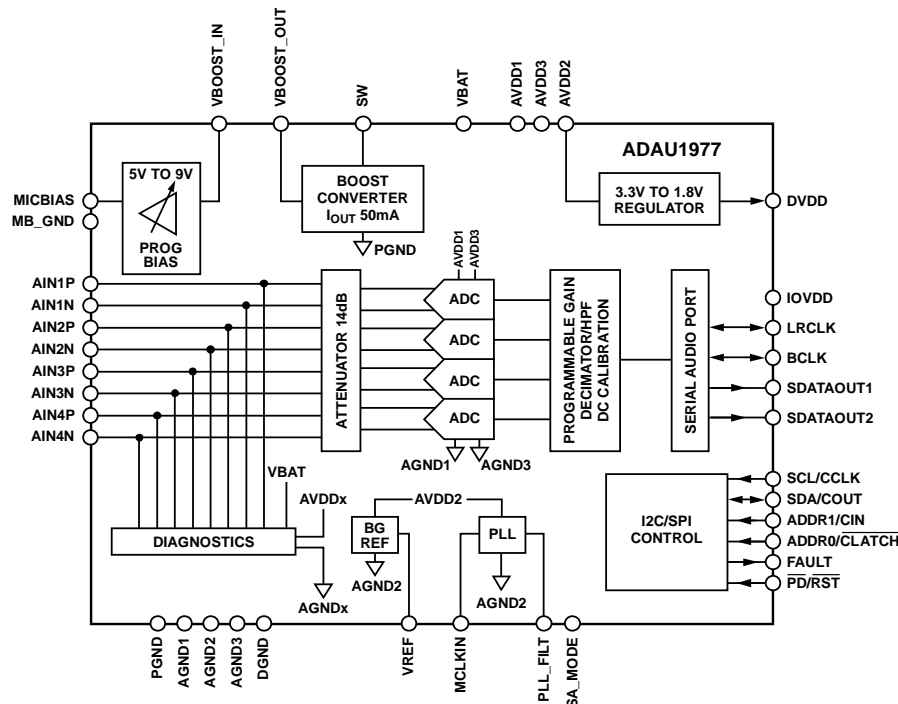 VBOOST_IN
VBOOST_OUT
SW
VBAT
AVDD1
AVDD3
AVDD2
ADAU1977
5V TO 9V
PROG
BIAS
BOOST
CONVERTER
IOUT 50mA
PGND
3.3V TO 1.8V
REGULATOR
MICBIAS
MB_GND
DVDD
AIN1P
AIN1N
AIN2P
AIN2N
AIN3P
AIN3N
AIN4P
AIN4N
ATTENUATOR 14dB
AVDD1
AVDD3
ADC
ADC
ADC
ADC
AGND1
AGND3
PROGRAMMABLE GAIN
DECIMATOR/HPF
DC CALIBRATION
SERIAL AUDIO PORT
IOVDD
LRCLK
BCLK
SDATAOUT1
SDATAOUT2
VBAT
AVDDx
DIAGNOSTICS
AGNDx
AVDD2
BG
REF
AGND2
PLL
AGND2
I2C/SPI
CONTROL
SCL/CCLK
SDA/COUT
ADDR1/CIN
ADDR0/CLATCH
FAULT
PD/RST
PGND
AGND1
AGND2
AGND3
DGND
VREF
MCLKIN
PLL_FILT
SA_MODE